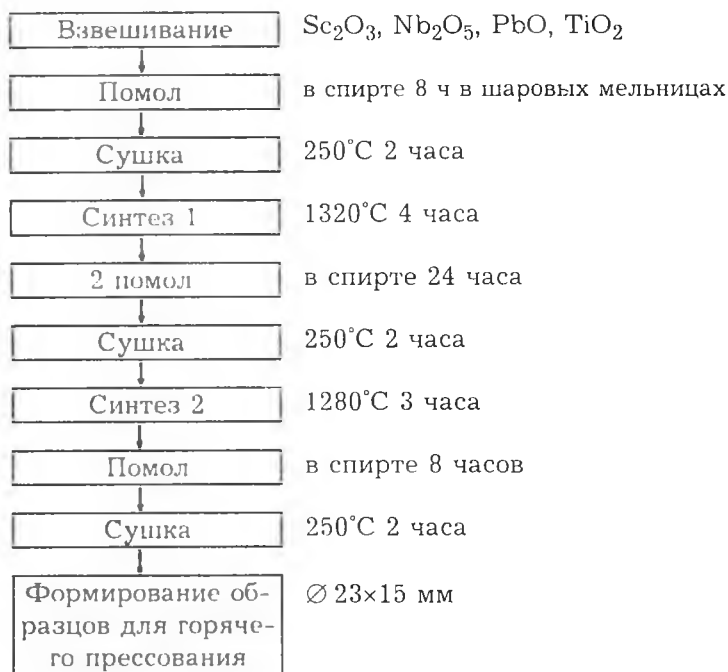 Взвешивание Sc₂O₃, Nb₂O₅, PbO, TiO₂
Помол в спирте 8 ч в шаровых мельницах
Сушка 250°C 2 часа
Синтез 1 1320°C 4 часа
2 помол в спирте 24 часа
Сушка 250°C 2 часа
Синтез 2 1280°C 3 часа
Помол в спирте 8 часов
Сушка 250°C 2 часа
Формирование об- ∅ 23×15 мм
разцов для горяче-
го прессования